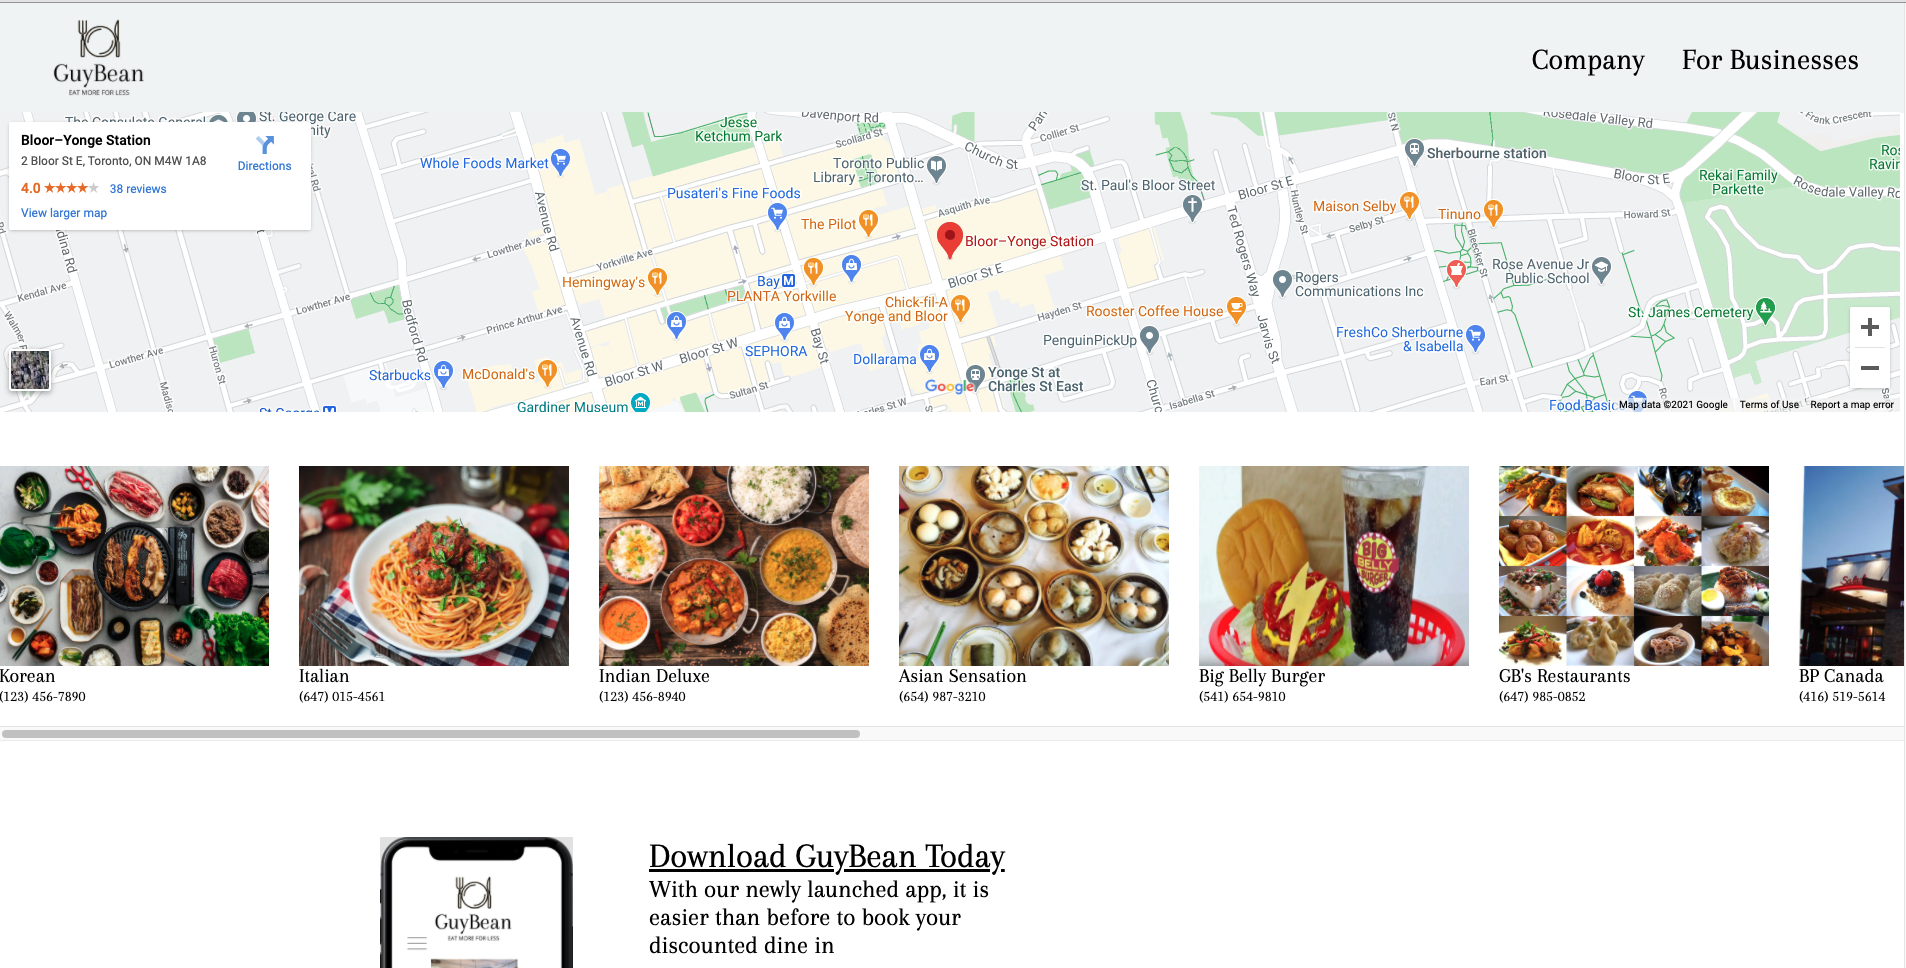 GuyBean
EAT MORE FOR LESS
Company
For Businesses
Bloor–Yonge Station
2 Bloor St E, Toronto, ON M4W 1A8
4.0
38 reviews
View larger map
Directions
St. George Care
Jesse
Ketchum Park
Davenport Rd
Scollard St
Church St
Collier St
Rosedale Valley Rd
Frank Crescent
Whole Foods Market
Toronto Public
Library - Toronto...
St N
Sherbourne station
Pusateri's Fine Foods
St. Paul's Bloor Street
Bloor St E
Bloor St E
Rekai Family
Parkette
Rosedale Valley Rd
Avenue Rd
The Pilot
Asquith Ave
Ted Rogers Way
Huntley St
Maison Selby
Selby St
Tinuno
Howard St
Bloor–Yonge Station
Lowther Ave
Yorkville Ave
Bleecker St
Hemingway's
Bay
PLANTA Yorkville
Bloor St E
Rogers
Communications Inc
Rose Avenue Jr
Public School
Kendal Ave
Lowther Ave
Bedford Rd
Prince Arthur Ave
Avenue Rd
Chick-fil-A
Yonge and Bloor
Hayden St
Rooster Coffee House
St. James Cemetery
Lowther Ave
Huron St
Bloor St W
SEPHORA
Bay St
PenguinPickUp
Jarvis St
FreshCo Sherbourne
& Isabella
Starbucks
McDonald's
Bloor St W
Dollarama
Sultan St
Google
Yonge St at
Charles St East
Isabella St
Earl St
Gardiner Museum
Map data ©2021 Google
Terms of Use
Report a map error
Korean
(123) 456-7890
Italian
(647) 015-4561
Indian Deluxe
(123) 456-8940
Asian Sensation
(654) 987-3210
BIG
BELLY
BURGER
Big Belly Burger
(541) 654-9810
GB's Restaurants
(647) 985-0852
BP Canada
(416) 519-5614
GuyBean
EAT MORE FOR LESS
Download GuyBean Today
With our newly launched app, it is
easier than before to book your
discounted dine in